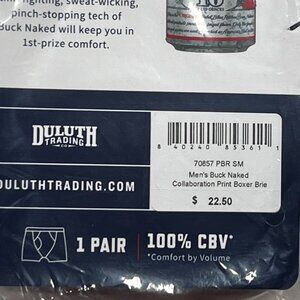 fighting, sweat-wicking,
pinch-stopping tech of
Buck Naked will keep you in
1st-prize comfort.
DULUTH
TRADING
CO
DULUTHTRADING.COM
8 40240 85361 1
70857 PBR SM
Men's Buck Naked
Collaboration Print Boxer Brie
$ 22.50
1 PAIR
100% CBV*
*Comfort by Volume